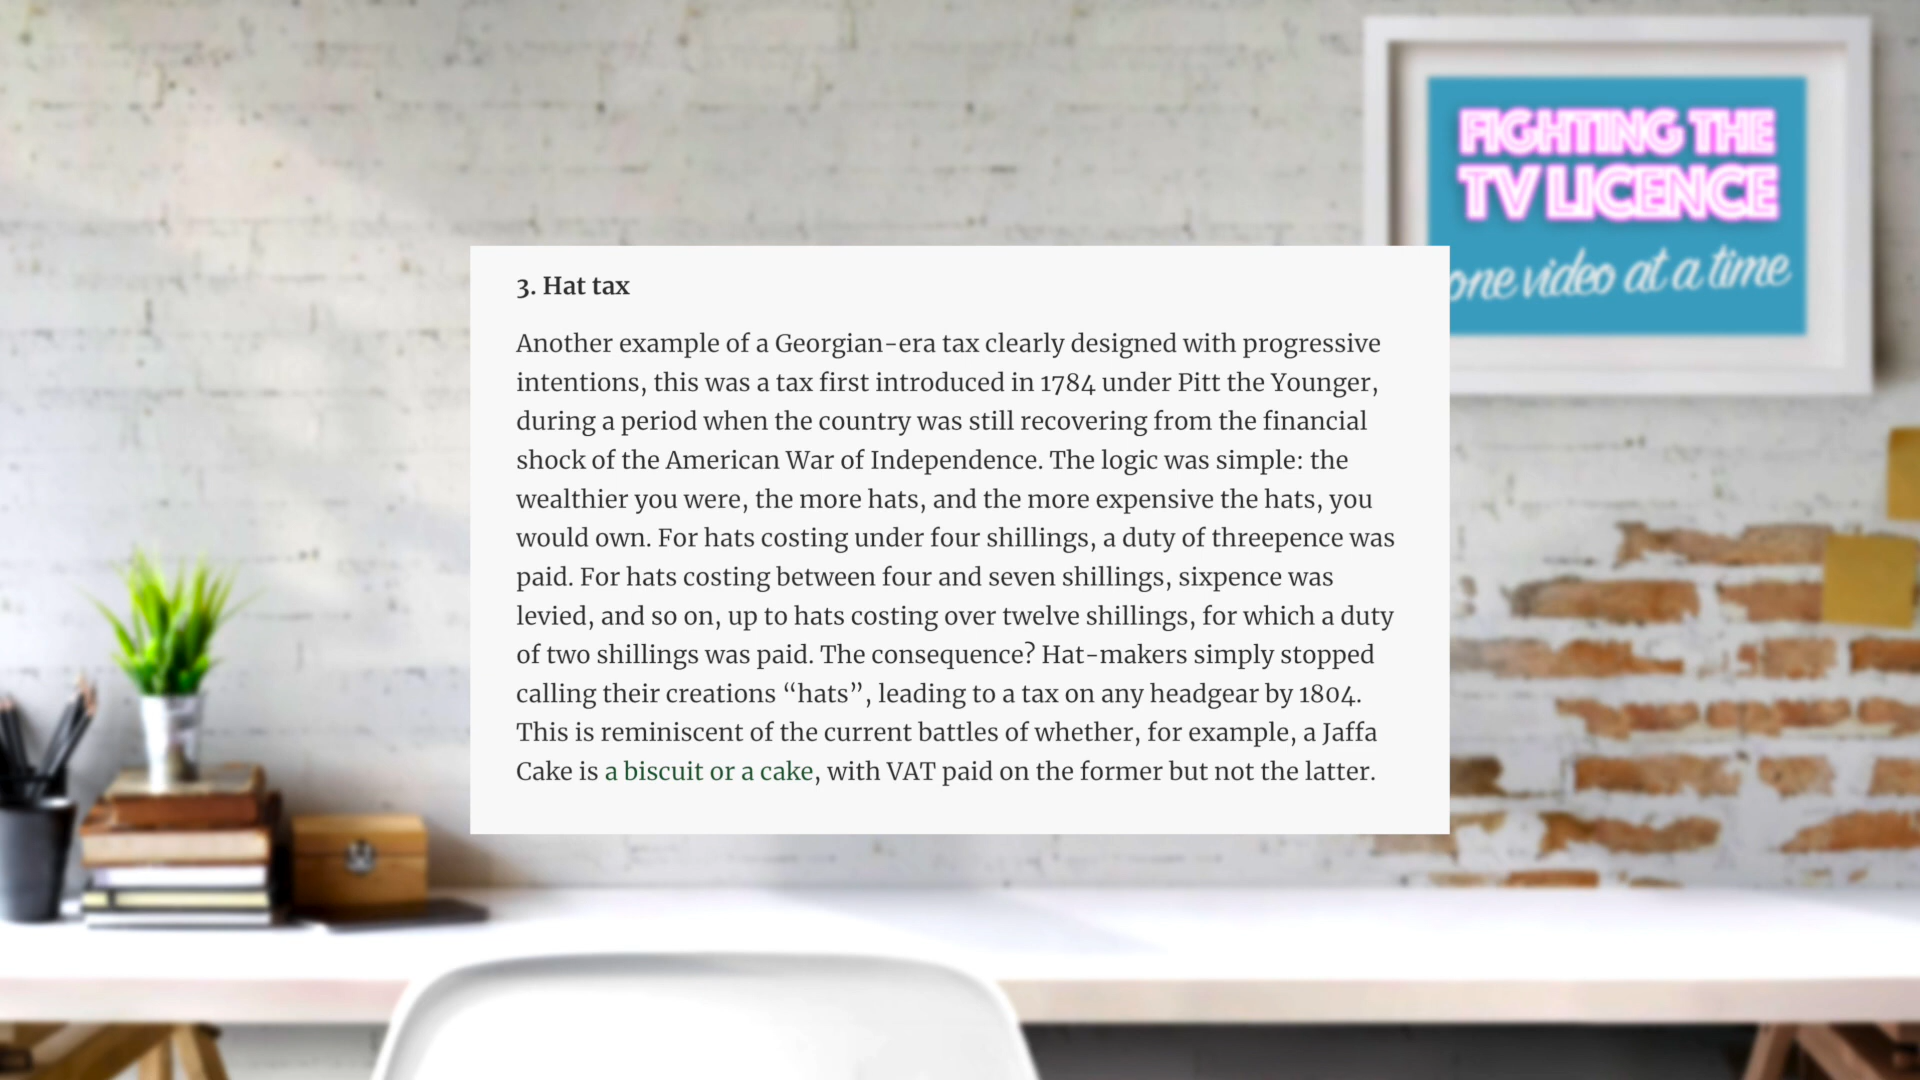 FIGHTING THE
TV LICENCE
one video at a time
3. Hat tax
Another example of a Georgian-era tax clearly designed with progressive
intentions, this was a tax first introduced in 1784 under Pitt the Younger,
during a period when the country was still recovering from the financial
shock of the American War of Independence. The logic was simple: the
wealthier you were, the more hats, and the more expensive the hats, you
would own. For hats costing under four shillings, a duty of threepence was
paid. For hats costing between four and seven shillings, sixpence was
levied, and so on, up to hats costing over twelve shillings, for which a duty
of two shillings was paid. The consequence? Hat-makers simply stopped
calling their creations “hats”, leading to a tax on any headgear by 1804.
This is reminiscent of the current battles of whether, for example, a Jaffa
Cake is a biscuit or a cake, with VAT paid on the former but not the latter.